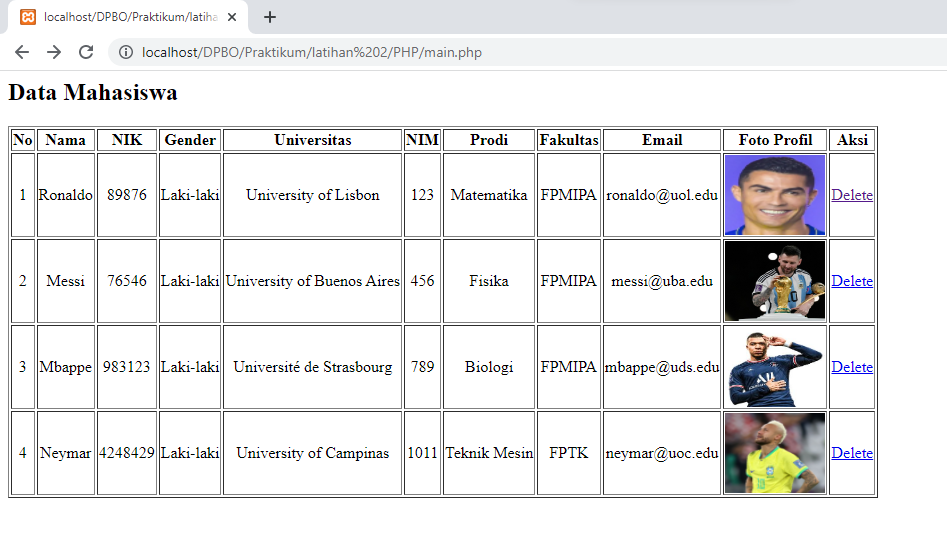 localhost/DPBO/Praktikum/latiha
localhost/DPBO/Praktikum/latihan%202/PHP/main.php
Data Mahasiswa
No Nama NIK Gender Universitas NIM Prodi Fakultas Email Foto Profil Aksi
1 Ronaldo 89876 Laki-laki University of Lisbon 123 Matematika FPMIPA ronaldo@uol.edu Delete
2 Messi 76546 Laki-laki University of Buenos Aires 456 Fisika FPMIPA messi@uba.edu Delete
3 Mbappe 983123 Laki-laki Université de Strasbourg 789 Biologi FPMIPA mbappe@uds.edu Delete
4 Neymar 4248429 Laki-laki University of Campinas 1011 Teknik Mesin FPTK neymar@uoc.edu Delete